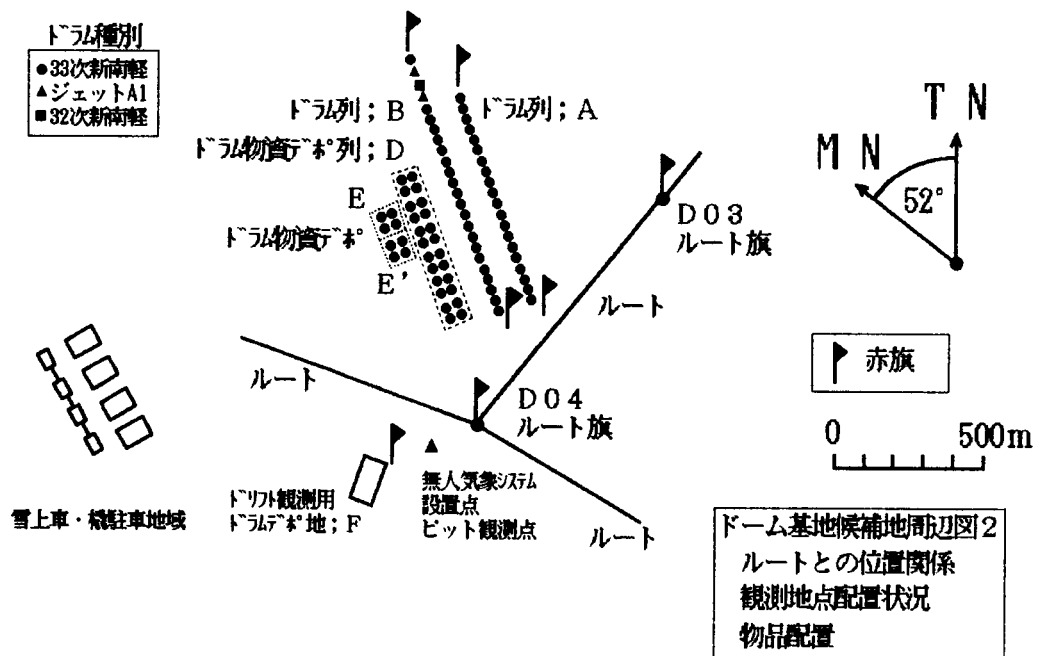 ドラム種別
●33次新南軽
▲ジェットA1
■32次新南軽
ドラム列；B
ドラム列；A
ドラム物資デポ列；D
E
ドラム物資デポ
E'
D03
ルート旗
ルート
TN
MN
52°
赤旗
0 500m
ルート
D04
ルート旗
無人気象システム
設置点
ピット観測点
ドリフト観測用
ドラムデポ地；F
雪上車・橇駐車地域
ルート
ドーム基地候補地周辺図2
ルートとの位置関係
観測地点配置状況
物品配置